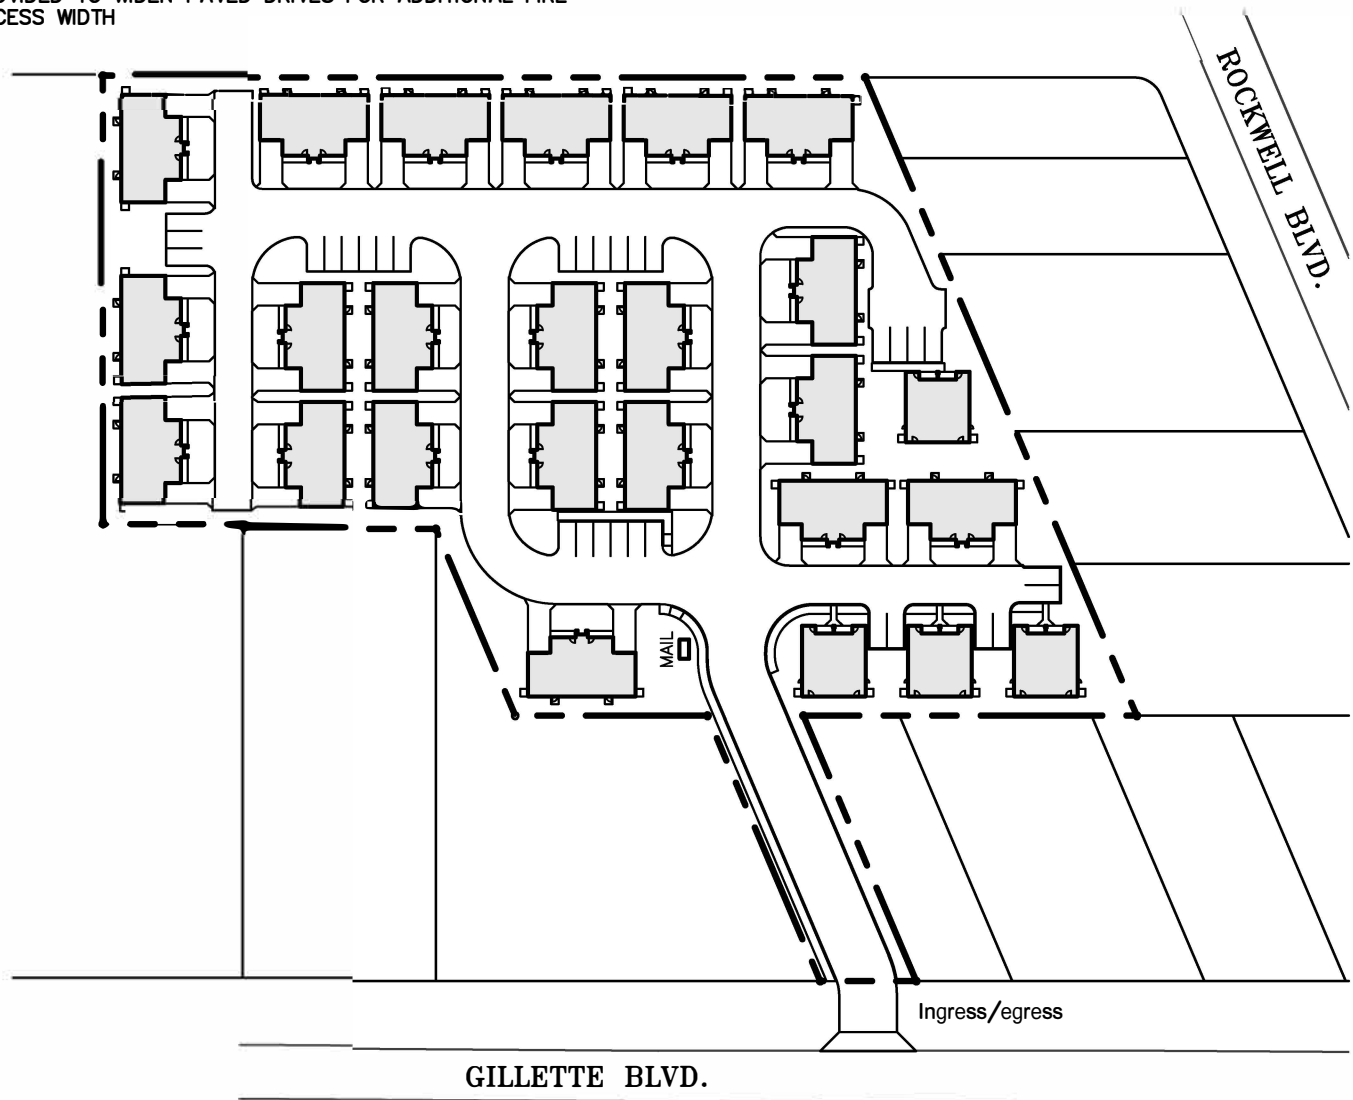 CESS WIDTH
ROCKWELL BLVD.
MAIL
Ingress/egress
GILLETTE BLVD.